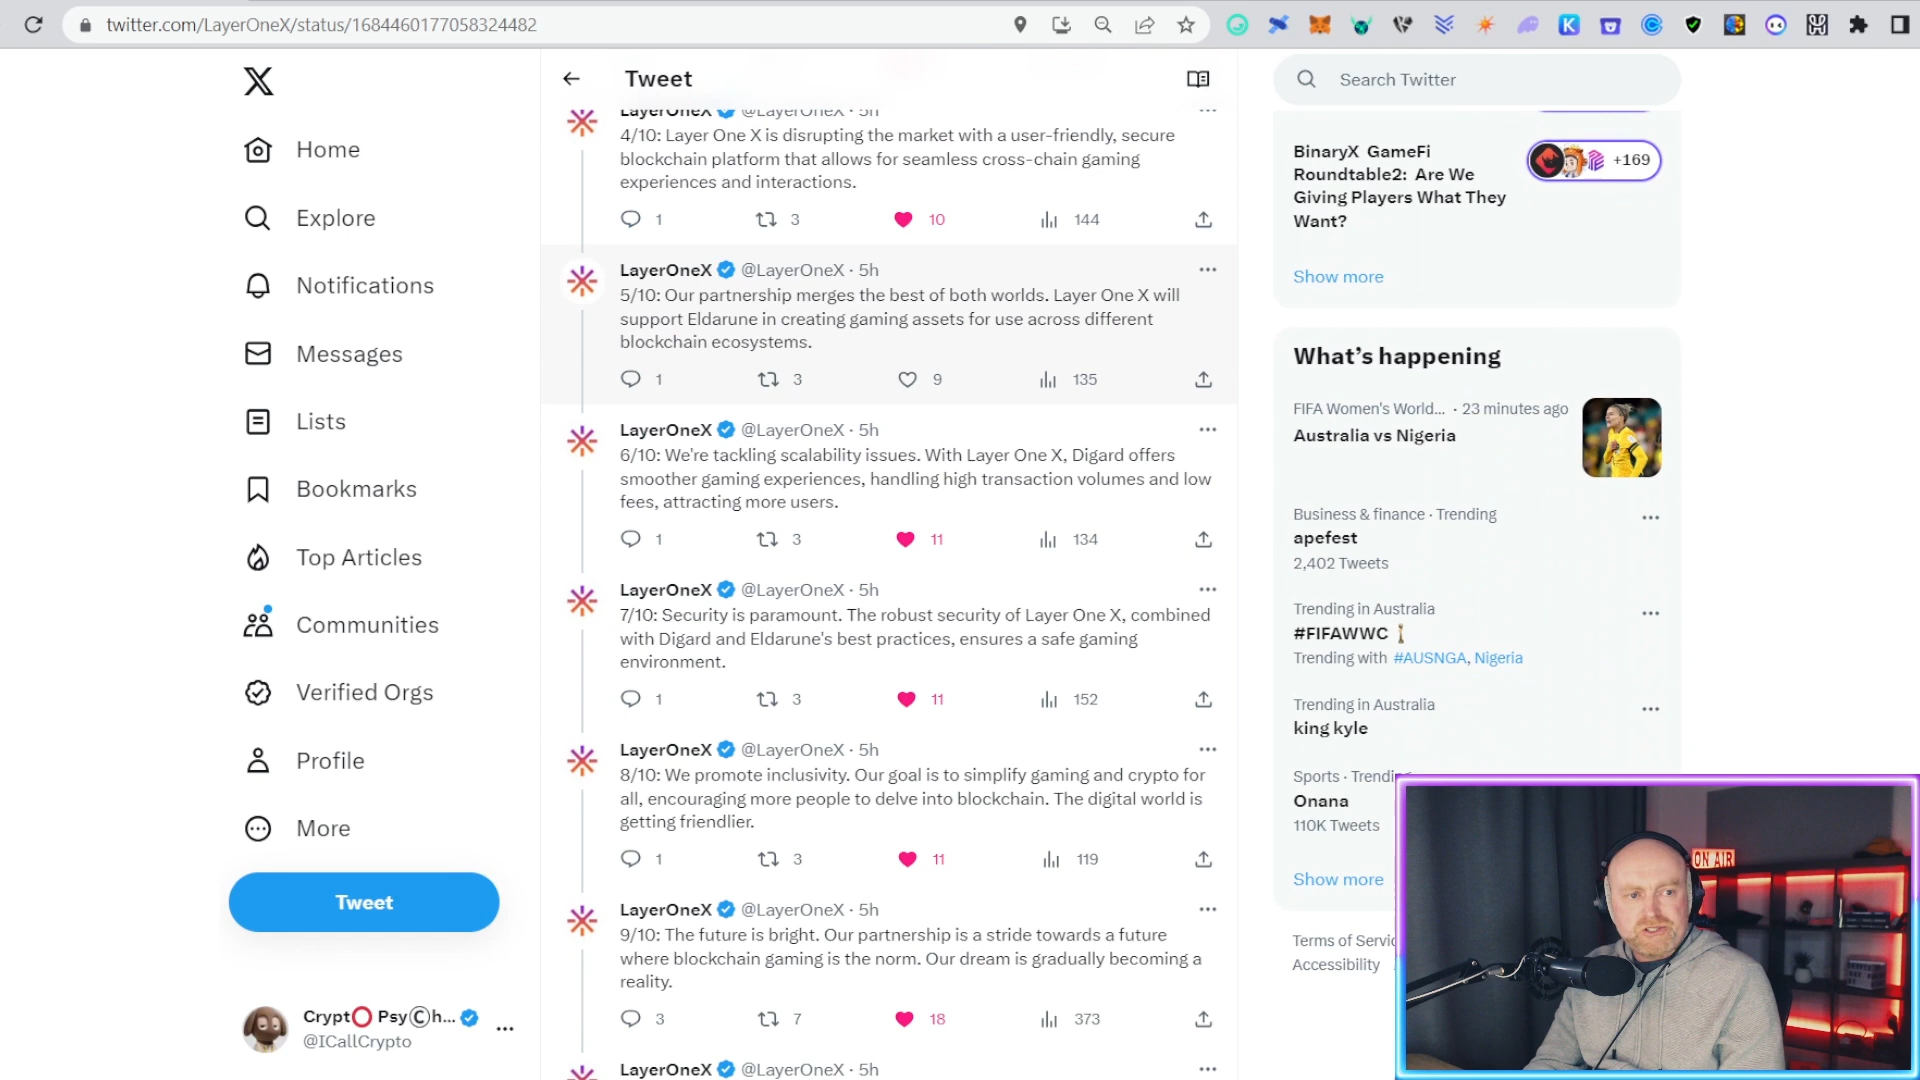 twitter.com/LayerOneX/status/1684460177058324482
Home
Explore
Notifications
Messages
Lists
Bookmarks
Top Articles
Communities
Verified Orgs
Profile
More
Tweet
Crypt⭕ PsyⒸh...
@ICallCrypto
Tweet
LayerOneX @LayerOneX · 5h
4/10: Layer One X is disrupting the market with a user-friendly, secure
blockchain platform that allows for seamless cross-chain gaming
experiences and interactions.
1 3 10 144
LayerOneX @LayerOneX · 5h
5/10: Our partnership merges the best of both worlds. Layer One X will
support Eldarune in creating gaming assets for use across different
blockchain ecosystems.
1 3 9 135
LayerOneX @LayerOneX · 5h
6/10: We're tackling scalability issues. With Layer One X, Digard offers
smoother gaming experiences, handling high transaction volumes and low
fees, attracting more users.
1 3 11 134
LayerOneX @LayerOneX · 5h
7/10: Security is paramount. The robust security of Layer One X, combined
with Digard and Eldarune's best practices, ensures a safe gaming
environment.
1 3 11 152
LayerOneX @LayerOneX · 5h
8/10: We promote inclusivity. Our goal is to simplify gaming and crypto for
all, encouraging more people to delve into blockchain. The digital world is
getting friendlier.
1 3 11 119
LayerOneX @LayerOneX · 5h
9/10: The future is bright. Our partnership is a stride towards a future
where blockchain gaming is the norm. Our dream is gradually becoming a
reality.
3 7 18 373
LayerOneX @LayerOneX · 5h
Search Twitter
BinaryX GameFi
Roundtable2: Are We
Giving Players What They
Want?
+169
Show more
What's happening
FIFA Women's World... · 23 minutes ago
Australia vs Nigeria
Business & finance · Trending
apefest
2,402 Tweets
Trending in Australia
#FIFAWWC
Trending with #AUSNGA, Nigeria
Trending in Australia
king kyle
Sports · Trending
Onana
110K Tweets
Show more
Terms of Servic
Accessibility
ON AIR